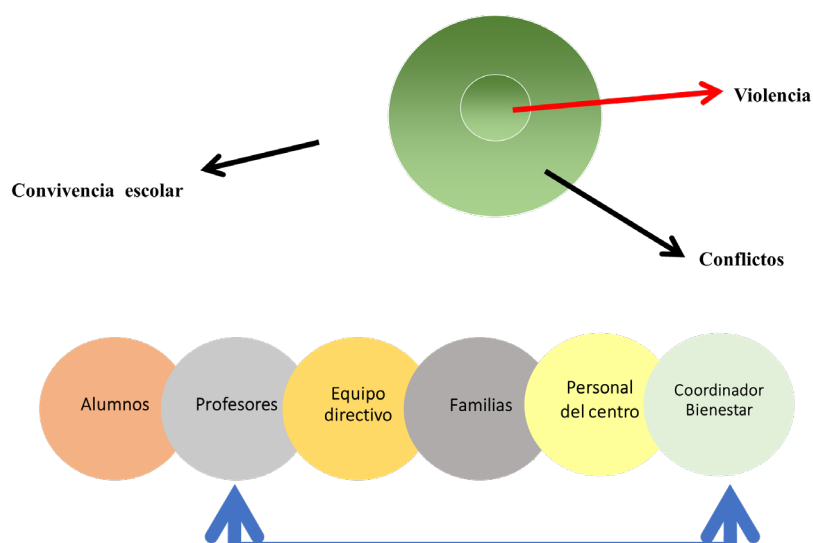 Violencia
Convivencia escolar
Conflictos
Alumnos
Profesores
Equipo
directivo
Familias
Personal
del centro
Coordinador
Bienestar